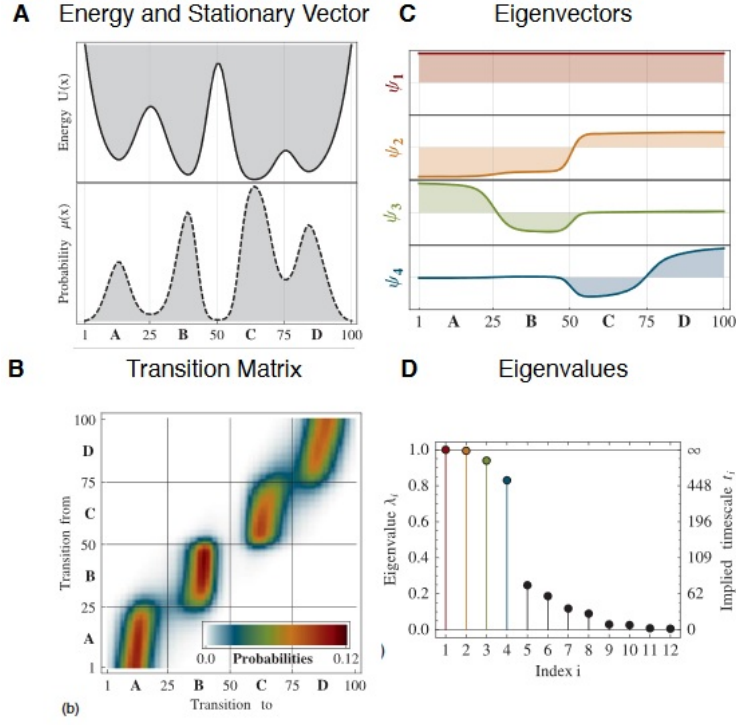 A Energy and Stationary Vector
Energy U(x)
Probability μ(x)
1 A 25 B 50 C 75 D 100
C Eigenvectors
ψ1
ψ2
ψ3
ψ4
1 A 25 B 50 C 75 D 100
B Transition Matrix
Transition from
100
D
75
C
50
B
25
A
1
0.0 Probabilities 0.12
1 A 25 B 50 C 75 D 100
Transition to
(b)
D Eigenvalues
Eigenvalue λi
1.0
0.8
0.6
0.4
0.2
0.0
∞
448
196
109
62
0
Implied timescale ti
1 2 3 4 5 6 7 8 9 10 11 12
Index i
)